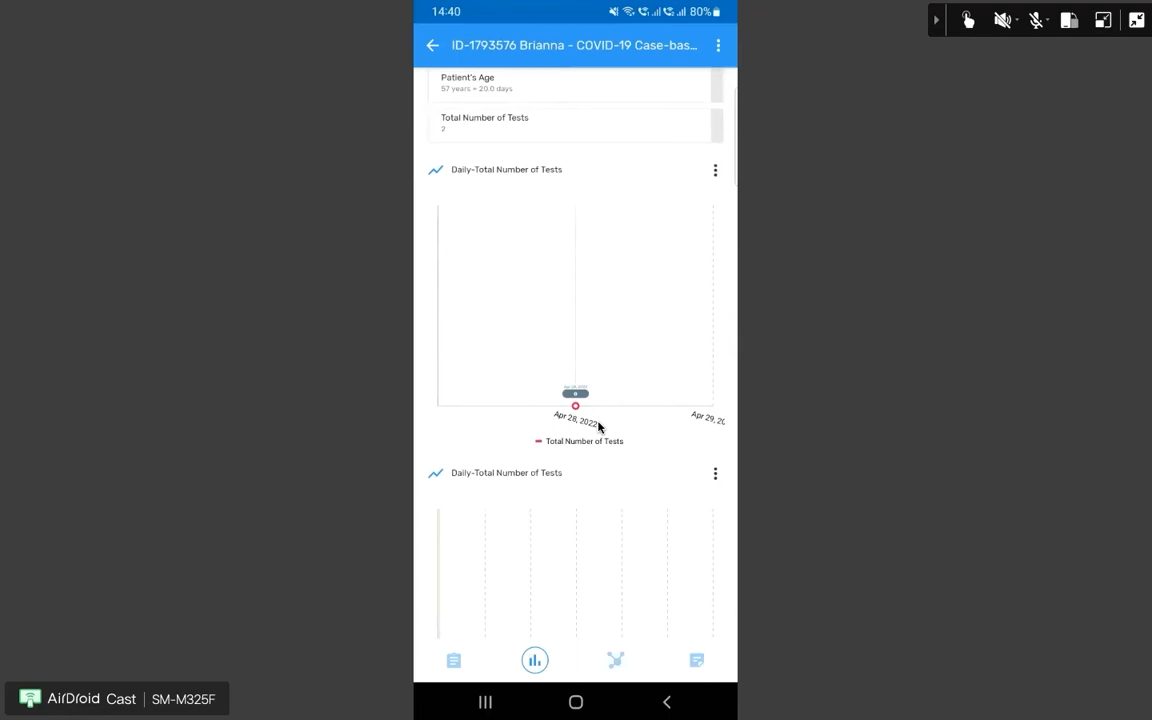 14:40
80%
ID-1793576 Brianna - COVID-19 Case-bas...
Patient's Age
57 years - 20.0 days
Total Number of Tests
2
Daily-Total Number of Tests
Apr 28, 2022
Apr 29, 20
Total Number of Tests
Daily-Total Number of Tests
AirDroid Cast
SM-M325F